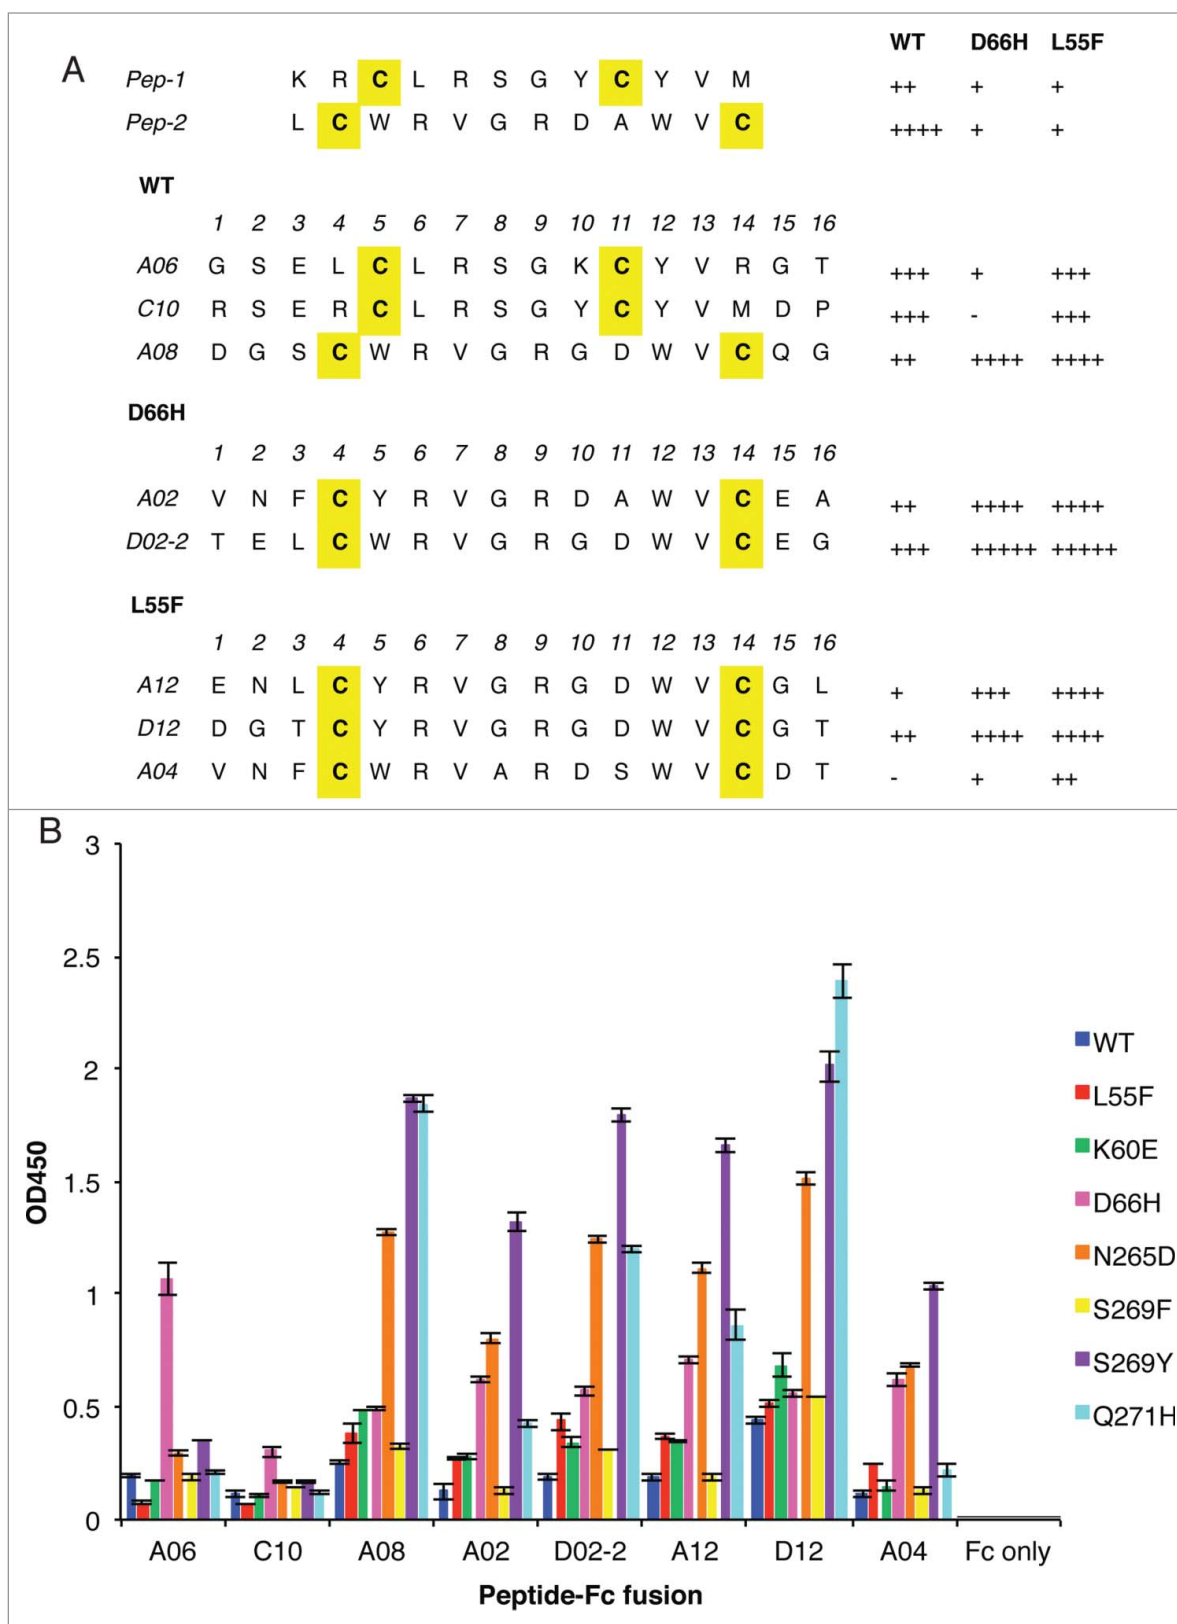 A
WT D66H L55F
Pep-1 K R C L R S G Y C Y V M ++ + +
Pep-2 L C W R V G R D A W V C ++++ + +
WT
1 2 3 4 5 6 7 8 9 10 11 12 13 14 15 16
A06 G S E L C L R S G K C Y V R G T +++ + +++
C10 R S E R C L R S G Y C Y V M D P +++ - +++
A08 D G S C W R V G R G D W V C Q G ++ ++++ ++++
D66H
1 2 3 4 5 6 7 8 9 10 11 12 13 14 15 16
A02 V N F C Y R V G R D A W V C E A ++ ++++ ++++
D02-2 T E L C W R V G R G D W V C E G +++ +++++ +++++
L55F
1 2 3 4 5 6 7 8 9 10 11 12 13 14 15 16
A12 E N L C Y R V G R G D W V C G L + +++ ++++
D12 D G T C Y R V G R G D W V C G T ++ ++++ ++++
A04 V N F C W R V A R D S W V C D T - + ++
B
3
2.5
2
1.5
1
0.5
0
OD450
WT
L55F
K60E
D66H
N265D
S269F
S269Y
Q271H
A06 C10 A08 A02 D02-2 A12 D12 A04 Fc only
Peptide-Fc fusion